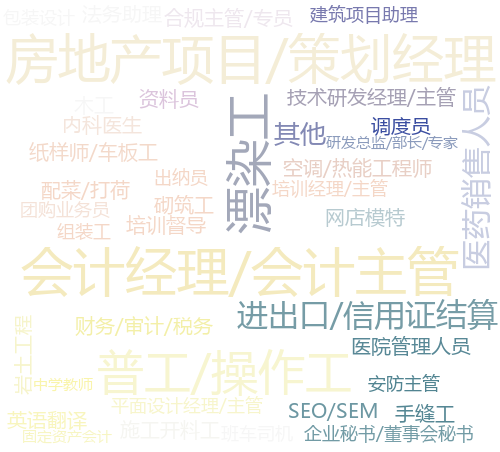 包装设计
法务助理
合规主管/专员
建筑项目助理
房地产项目/策划经理
木工
资料员
技术研发经理/主管
医药销售人员
内科医生
漂染工
其他
调度员
研发总监/部长/专家
纸样师/车板工
空调/热能工程师
出纳员
配菜/打荷
培训经理/主管
团购业务员
砌筑工
网店模特
组装工
培训督导
会计经理/会计主管
进出口/信用证结算
岩土工程
财务/审计/税务
医院管理人员
普工/操作工
中学教师
安防主管
平面设计经理/主管
SEO/SEM
手缝工
英语翻译
施工开料工
班车司机
企业秘书/董事会秘书
固定资产会计